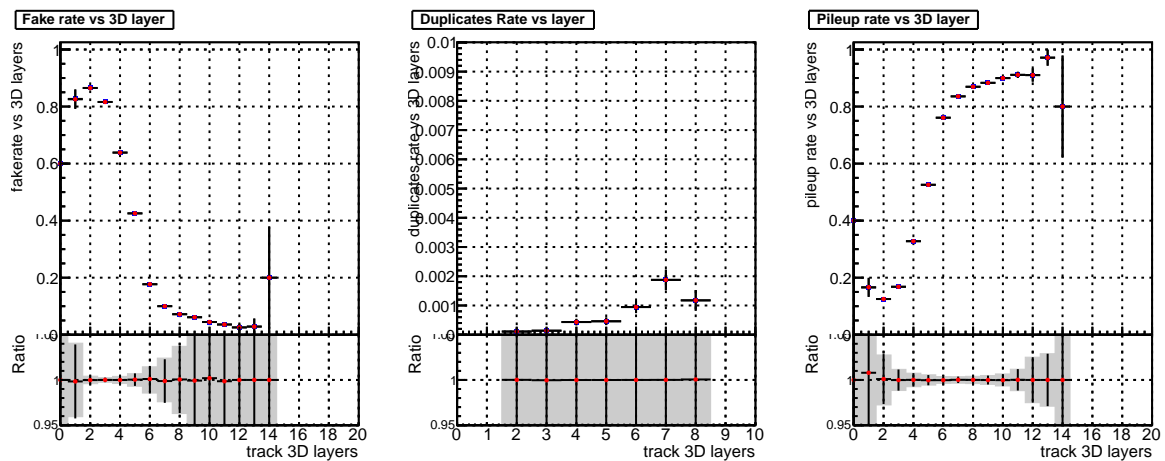 Fake rate vs 3D layer
fakerate vs 3D layers
1
0.8
0.6
0.4
0.2
0
Ratio
1
0.95
0 2 4 6 8 10 12 14 16 18 20
track 3D layers
Duplicates Rate vs layer
duplicates rate vs 3D layers
0.01
0.009
0.008
0.007
0.006
0.005
0.004
0.003
0.002
0.001
0
Ratio
1
0.95
0 1 2 3 4 5 6 7 8 9 10
track 3D layers
Pileup rate vs 3D layer
pileup rate vs 3D layers
1
0.8
0.6
0.4
0.2
0
Ratio
1
0.95
0 2 4 6 8 10 12 14 16 18 20
track 3D layers